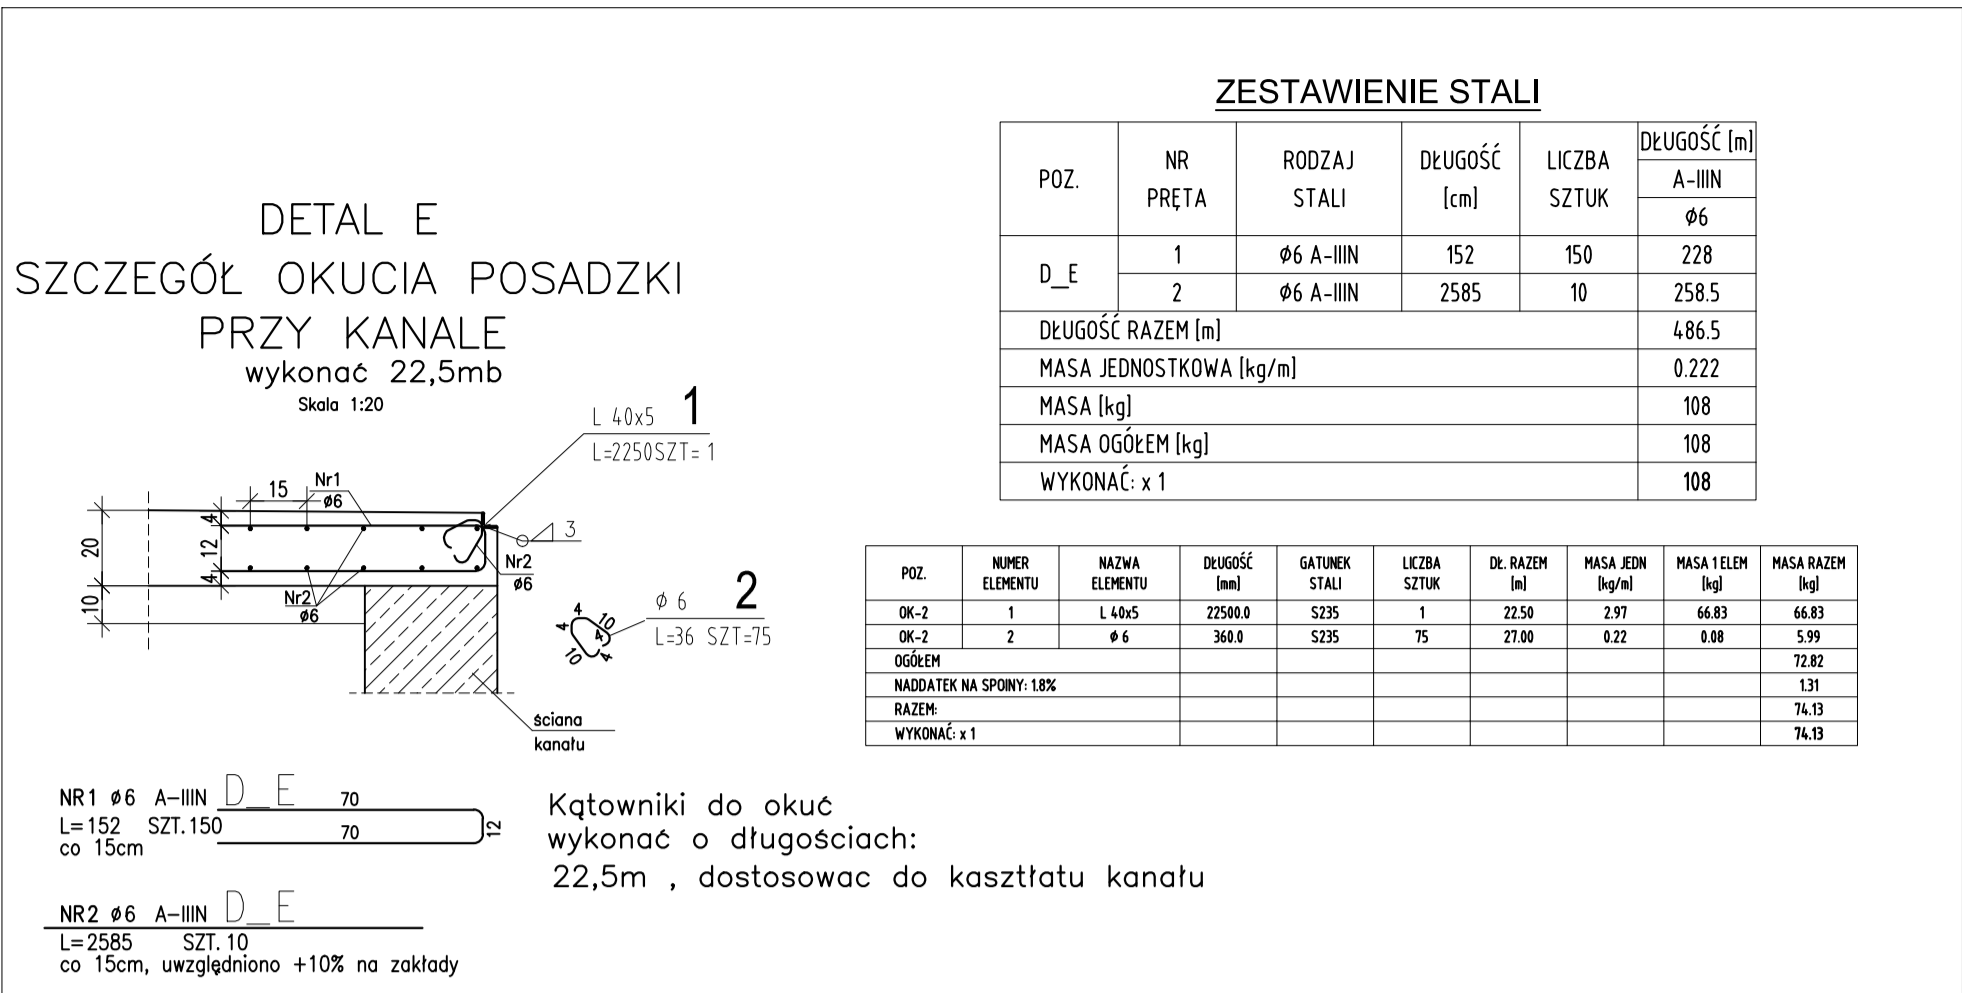 DETAL E
SZCZEGÓŁ OKUCIA POSADZKI
PRZY KANALE
wykonać 22,5mb
Skala 1:20
L 40x5 1
L=2250SZT= 1
15
Nr1
ø6
4
20
12
4
10
3
Nr2
ø6
Nr2
ø6
4
4
10
4
10
4
ø 6 2
L=36 SZT=75
ściana
kanału
NR1 ø6 A-IIIN D_E 70
L=152 SZT.150 70 12
co 15cm
NR2 ø6 A-IIIN D_E
L=2585 SZT. 10
co 15cm, uwzględniono +10% na zakłady
Kątowniki do okuć
wykonać o długościach:
22,5m , dostosowac do kasztłatu kanału
ZESTAWIENIE STALI
POZ. NR PRĘTA RODZAJ STALI DŁUGOŚĆ [cm] LICZBA SZTUK DŁUGOŚĆ [m]
A-IIIN
ø6
D_E 1 ø6 A-IIIN 152 150 228
2 ø6 A-IIIN 2585 10 258.5
DŁUGOŚĆ RAZEM [m] 486.5
MASA JEDNOSTKOWA [kg/m] 0.222
MASA [kg] 108
MASA OGÓŁEM [kg] 108
WYKONAĆ: x 1 108
POZ. NUMER ELEMENTU NAZWA ELEMENTU DŁUGOŚĆ [mm] GATUNEK STALI LICZBA SZTUK DŁ. RAZEM [m] MASA JEDN [kg/m] MASA 1 ELEM [kg] MASA RAZEM [kg]
OK-2 1 L 40x5 22500.0 S235 1 22.50 2.97 66.83 66.83
OK-2 2 ø 6 360.0 S235 75 27.00 0.22 0.08 5.99
OGÓŁEM 72.82
NADDATEK NA SPOINY: 1.8% 1.31
RAZEM: 74.13
WYKONAĆ: x 1 74.13